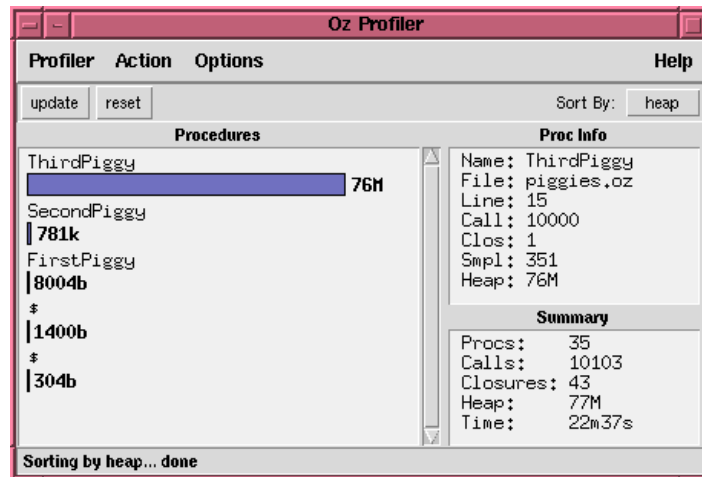 Oz Profiler
Profiler Action Options Help
update reset Sort By: heap
Procedures
ThirdPiggy
76M
SecondPiggy
781k
FirstPiggy
8004b
$
1400b
$
304b
Proc Info
Name: ThirdPiggy
File: piggies.oz
Line: 15
Call: 10000
Clos: 1
Smpl: 351
Heap: 76M
Summary
Procs: 35
Calls: 10103
Closures: 43
Heap: 77M
Time: 22m37s
Sorting by heap... done